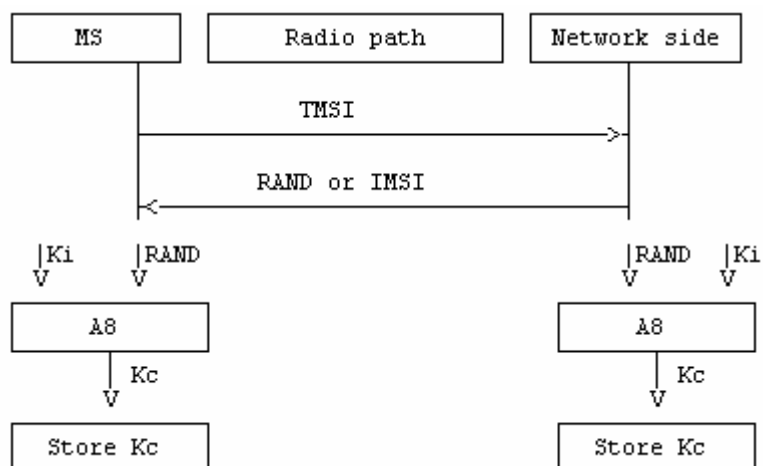 MS Radio path Network side
TMSI
RAND or IMSI
Ki RAND RAND Ki
A8 A8
Kc Kc
Store Kc Store Kc